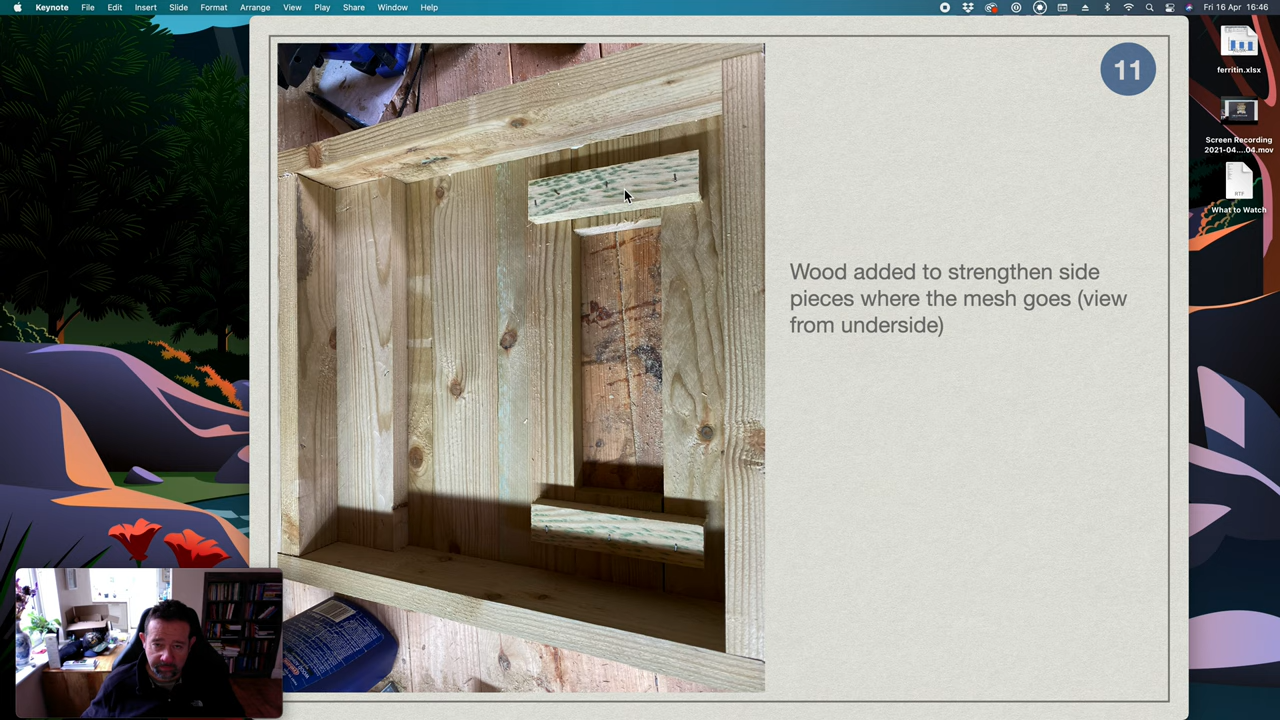 Keynote File Edit Insert Slide Format Arrange View Play Share Window Help Fri 16 Apr 16:46
ferritin.xlsx
Screen Recording
2021-04....04.mov
RTF
What to Watch
11
Wood added to strengthen side
pieces where the mesh goes (view
from underside)